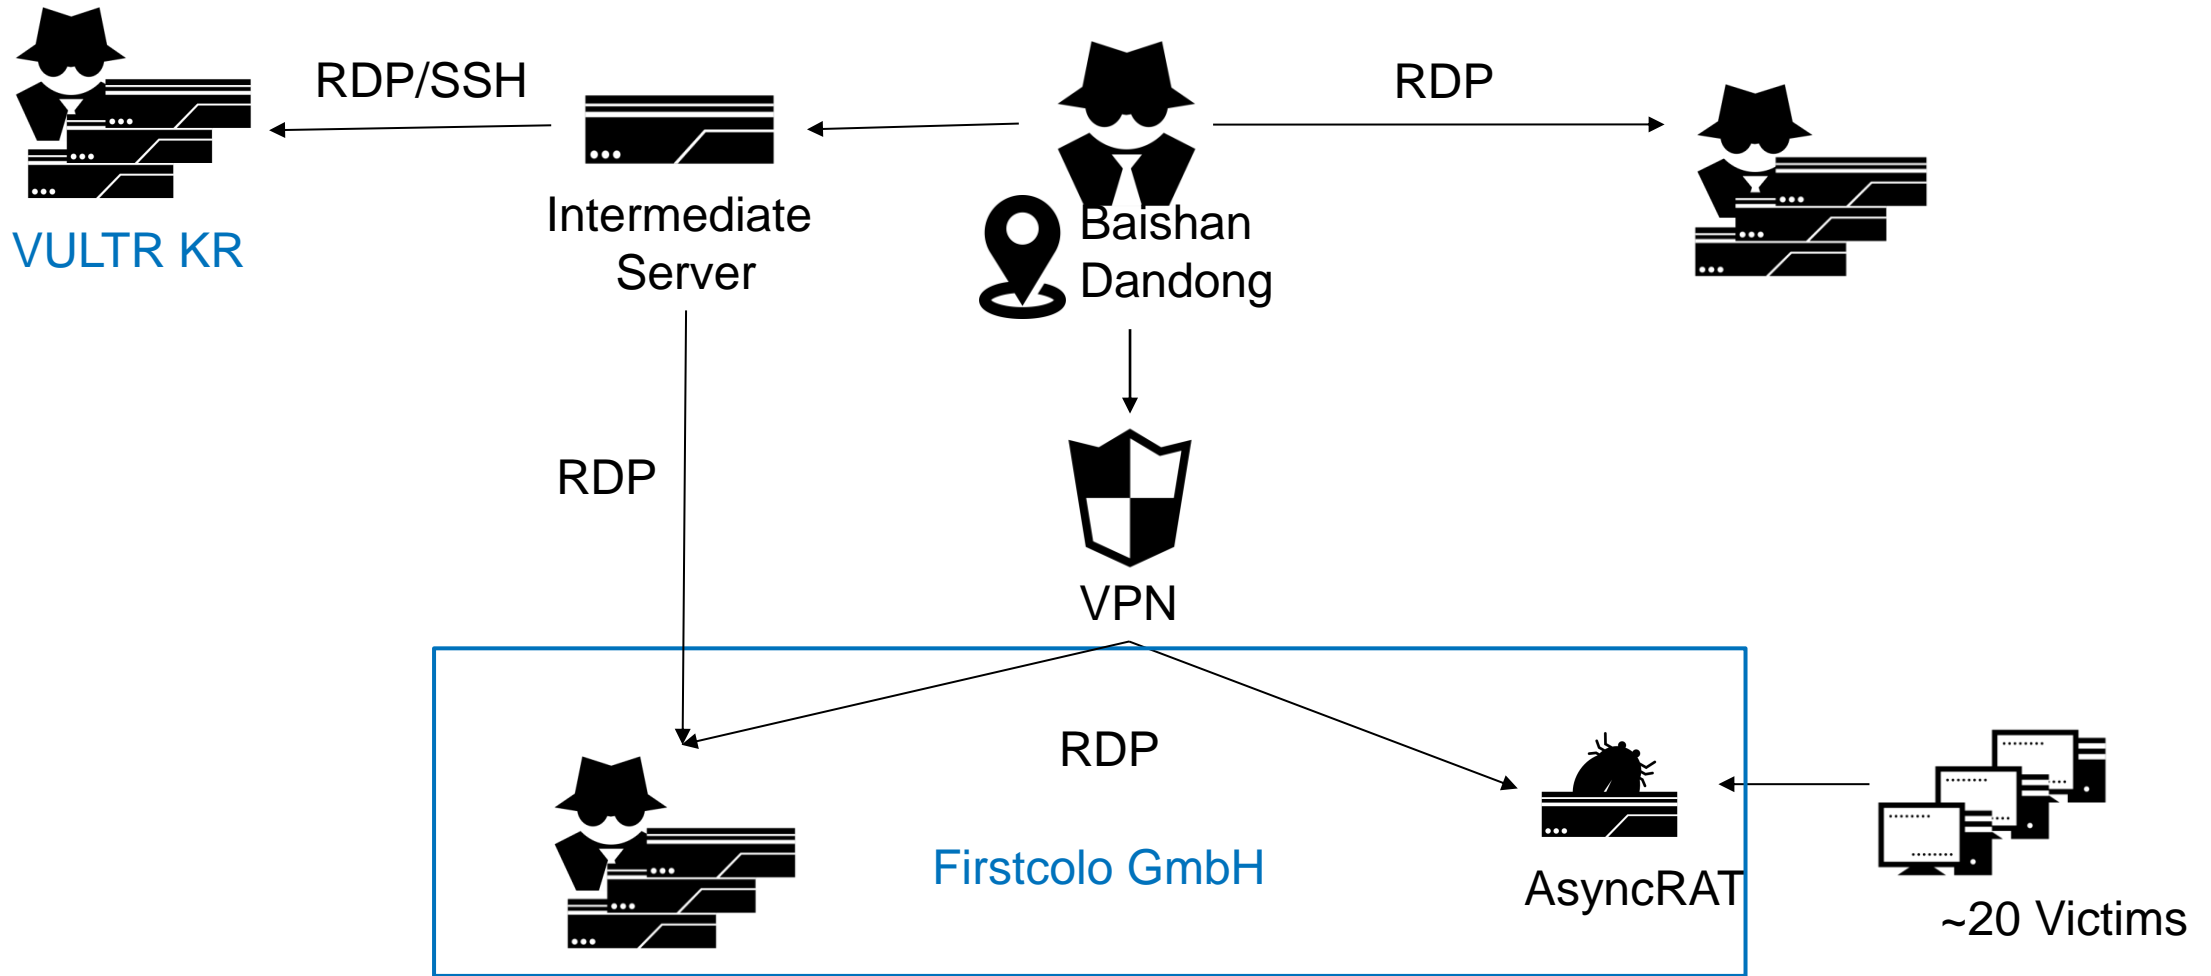 RDP/SSH
RDP
VULTR KR
Intermediate
Server
Baishan
Dandong
RDP
VPN
RDP
Firstcolo GmbH
AsyncRAT
~20 Victims